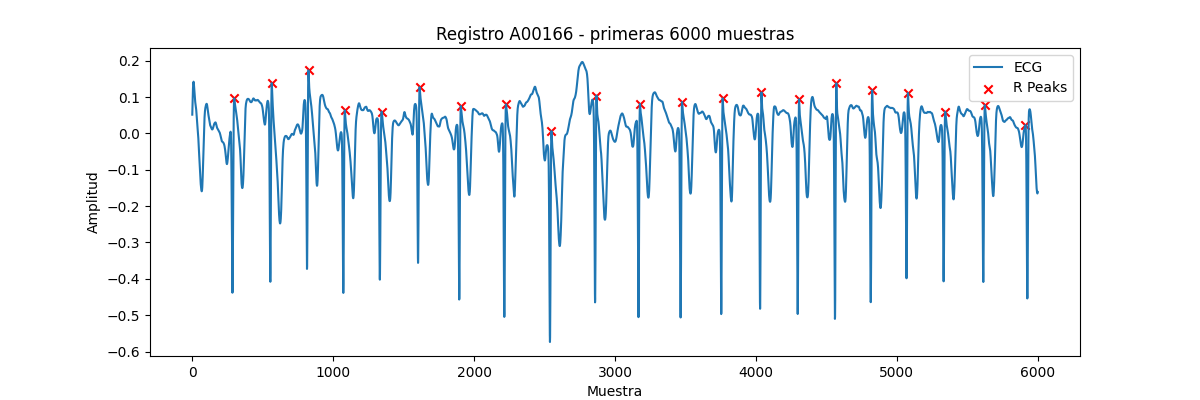 Registro A00166 - primeras 6000 muestras
ECG
R Peaks
Amplitud
0.2
0.1
0.0
−0.1
−0.2
−0.3
−0.4
−0.5
−0.6
0 1000 2000 3000 4000 5000 6000
Muestra